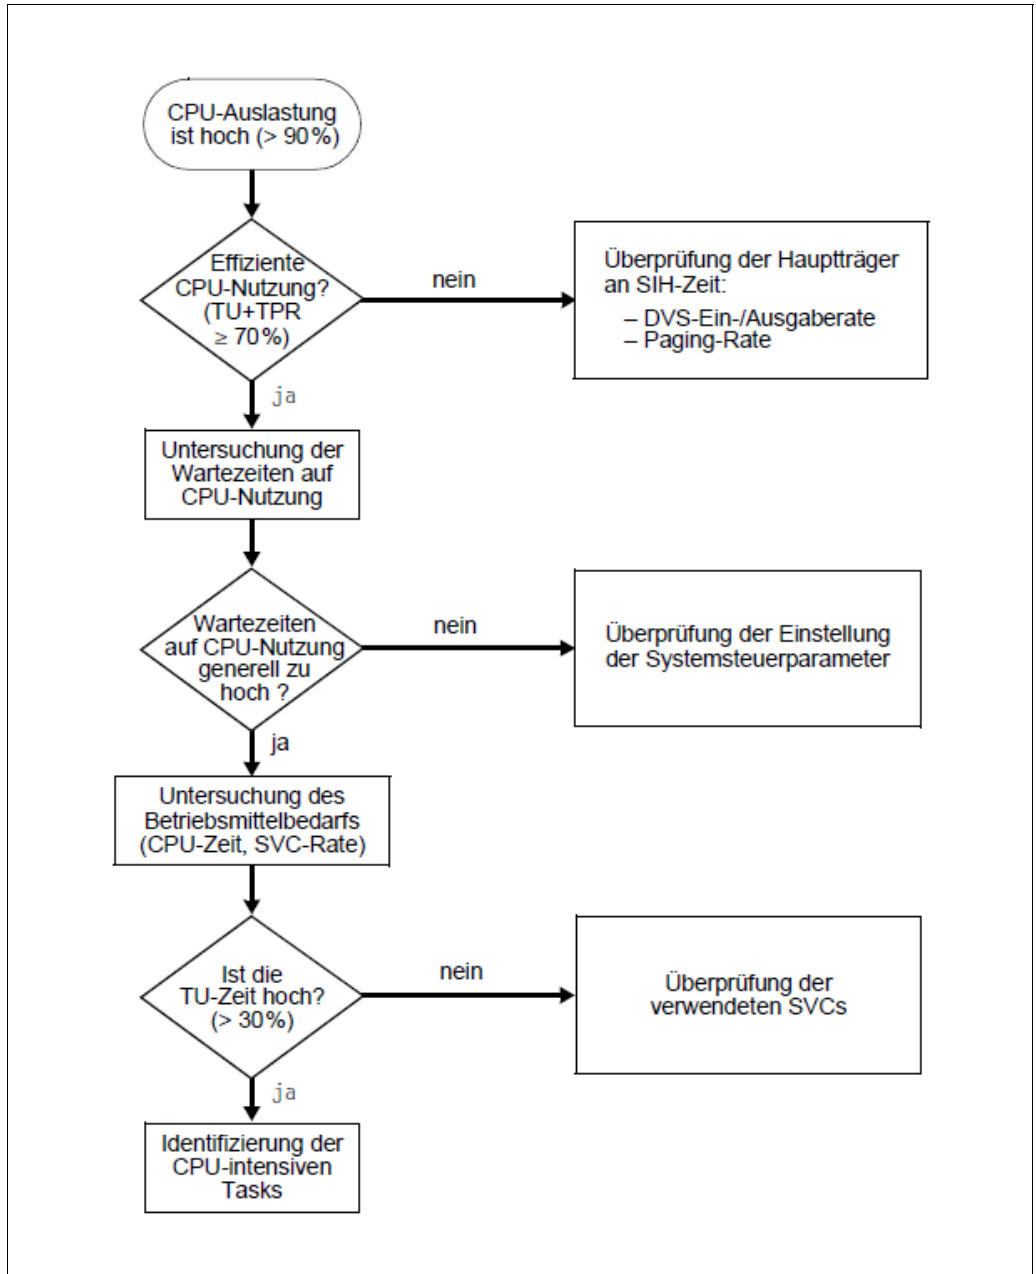 CPU-Auslastung
ist hoch (> 90%)
Effiziente
CPU-Nutzung?
(TU+TPR
≥ 70%)
nein
Überprüfung der Hauptträger
an SIH-Zeit:
– DVS-Ein-/Ausgaberate
– Paging-Rate
ja
Untersuchung der
Wartezeiten auf
CPU-Nutzung
Wartezeiten
auf CPU-Nutzung
generell zu
hoch ?
nein
Überprüfung der Einstellung
der Systemsteuerparameter
ja
Untersuchung des
Betriebsmittelbedarfs
(CPU-Zeit, SVC-Rate)
Ist die
TU-Zeit hoch?
(> 30%)
nein
Überprüfung der
verwendeten SVCs
ja
Identifizierung der
CPU-intensiven
Tasks